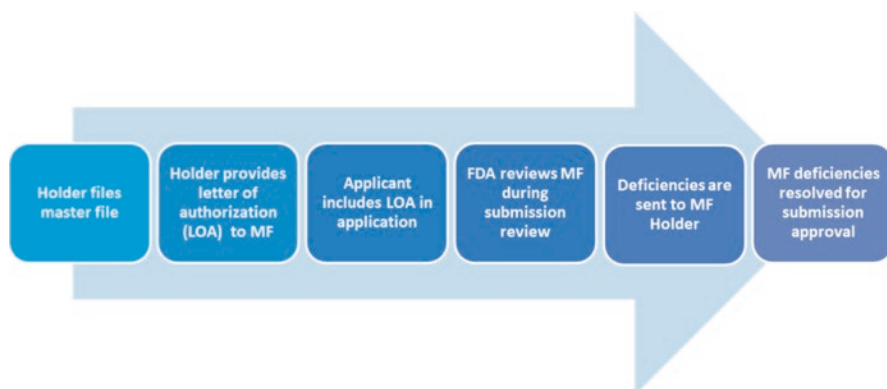 Holder files
master file
Holder provides
letter of
authorization
(LOA) to MF
Applicant
includes LOA in
application
FDA reviews MF
during
submission
review
Deficiencies are
sent to MF
Holder
MF deficiencies
resolved for
submission
approval